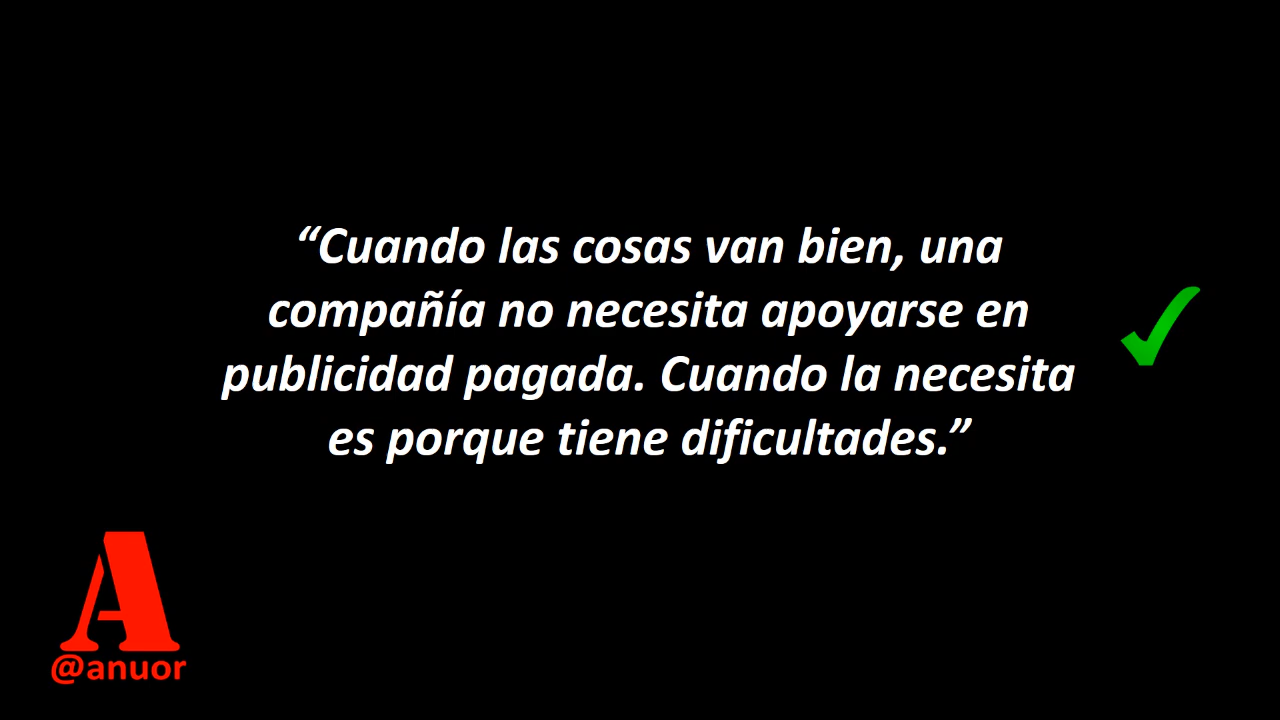 “Cuando las cosas van bien, una
compañía no necesita apoyarse en
publicidad pagada. Cuando la necesita
es porque tiene dificultades.”
A
@anuor